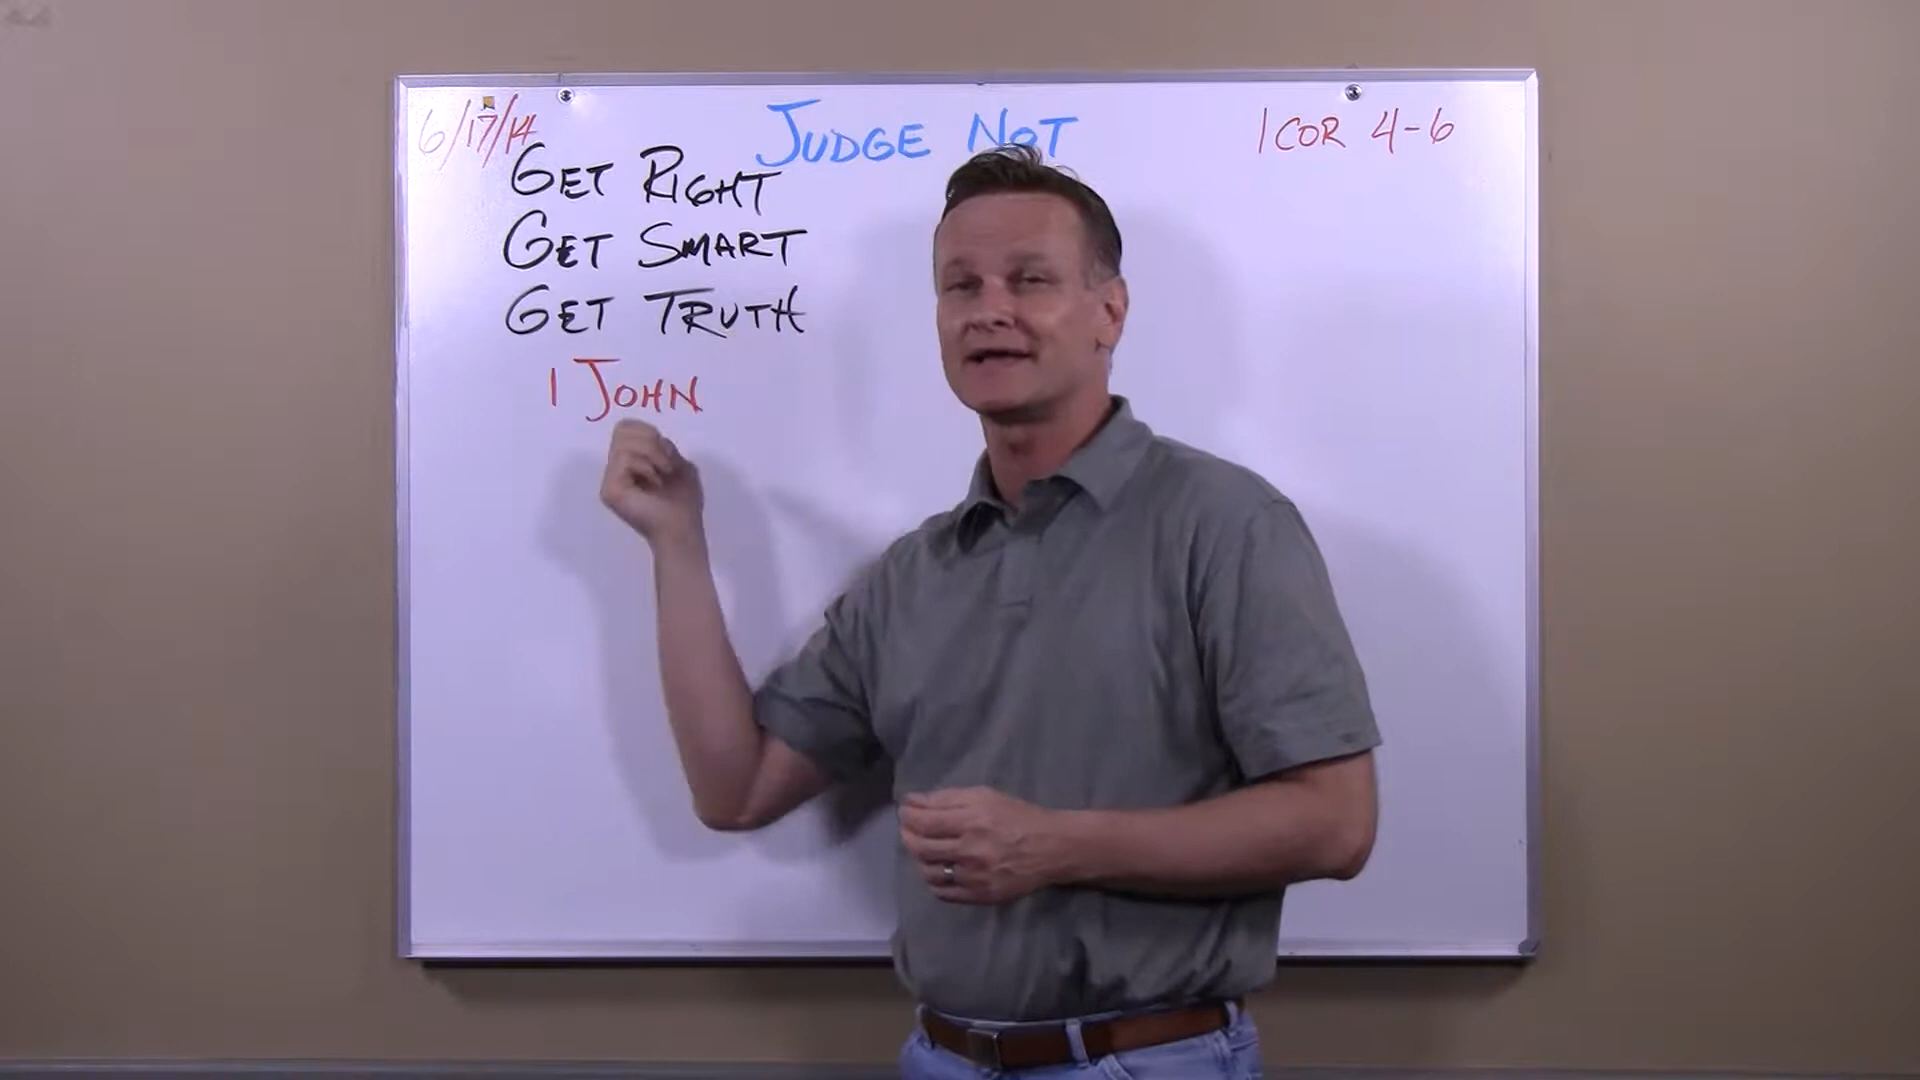 6/17/14
JUDGE NOT
1 COR 4-6
GET RIGHT
GET SMART
GET TRUTH
1 JOHN